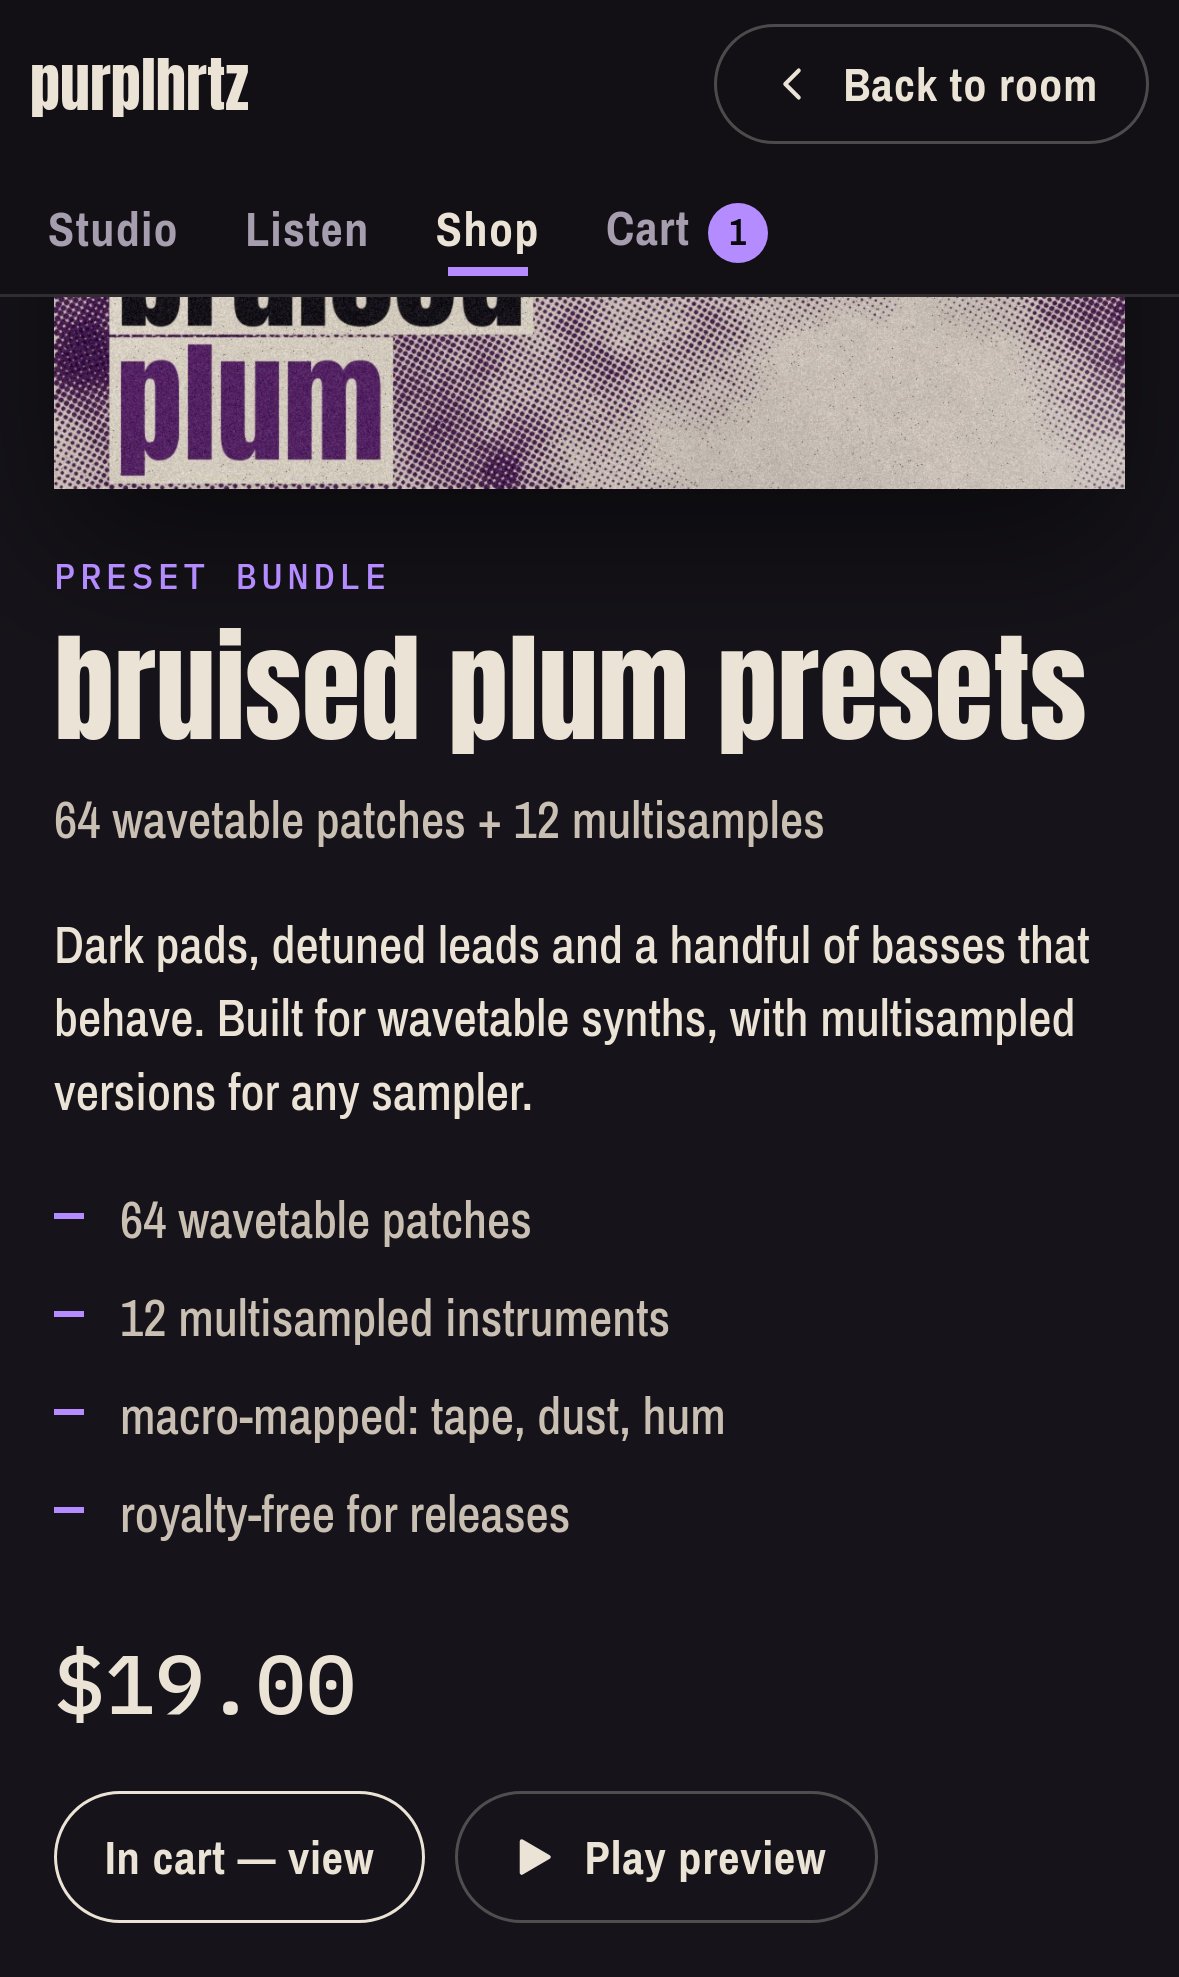 purplhrtz
Back to room
Studio Listen Shop Cart 1
bruised
plum
PRESET BUNDLE
bruised plum presets
64 wavetable patches + 12 multisamples
Dark pads, detuned leads and a handful of basses that
behave. Built for wavetable synths, with multisampled
versions for any sampler.
64 wavetable patches
12 multisampled instruments
macro-mapped: tape, dust, hum
royalty-free for releases
$19.00
In cart — view
Play preview